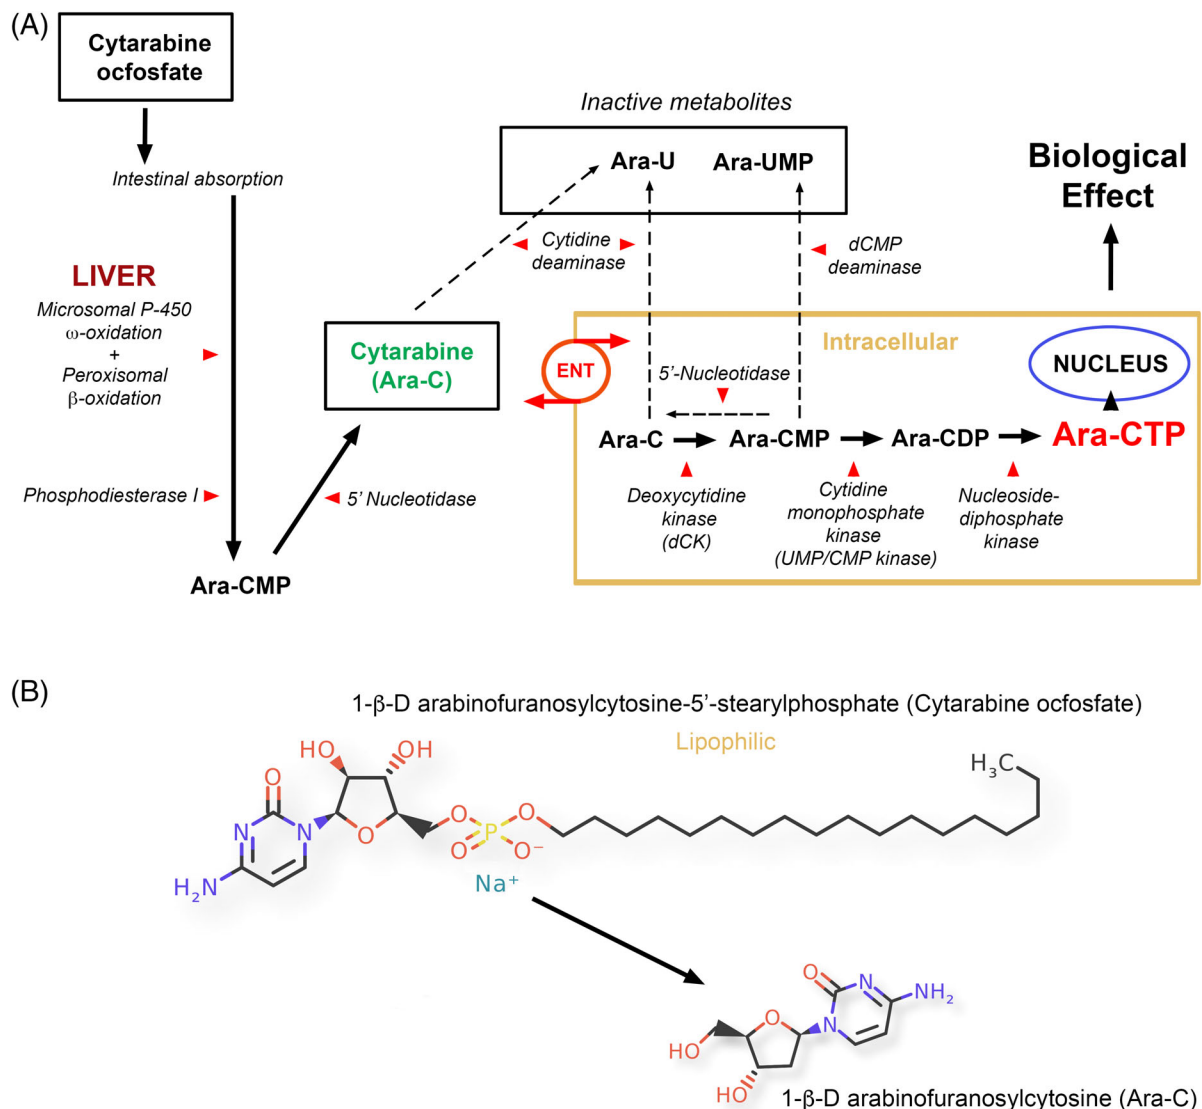 (A)
Cytarabine
ocfosfate
Intestinal absorption
LIVER
Microsomal P-450
ω-oxidation
+
Peroxisomal
β-oxidation
Phosphodiesterase I
Ara-CMP
5' Nucleotidase
Cytarabine
(Ara-C)
Inactive metabolites
Ara-U
Ara-UMP
Cytidine
deaminase
dCMP
deaminase
Biological
Effect
ENT
Intracellular
NUCLEUS
5'-Nucleotidase
Ara-C
Ara-CMP
Ara-CDP
Ara-CTP
Deoxycytidine
kinase
(dCK)
Cytidine
monophosphate
kinase
(UMP/CMP kinase)
Nucleoside-
diphosphate
kinase
(B)
1-β-D arabinofuranosylcytosine-5'-stearylphosphate (Cytarabine ocfosfate)
Lipophilic
HO
OH
H₃C
O
N
N
O
O
P
O
O
O⁻
H₂N
Na⁺
O
N
NH₂
O
N
HO
HO
1-β-D arabinofuranosylcytosine (Ara-C)